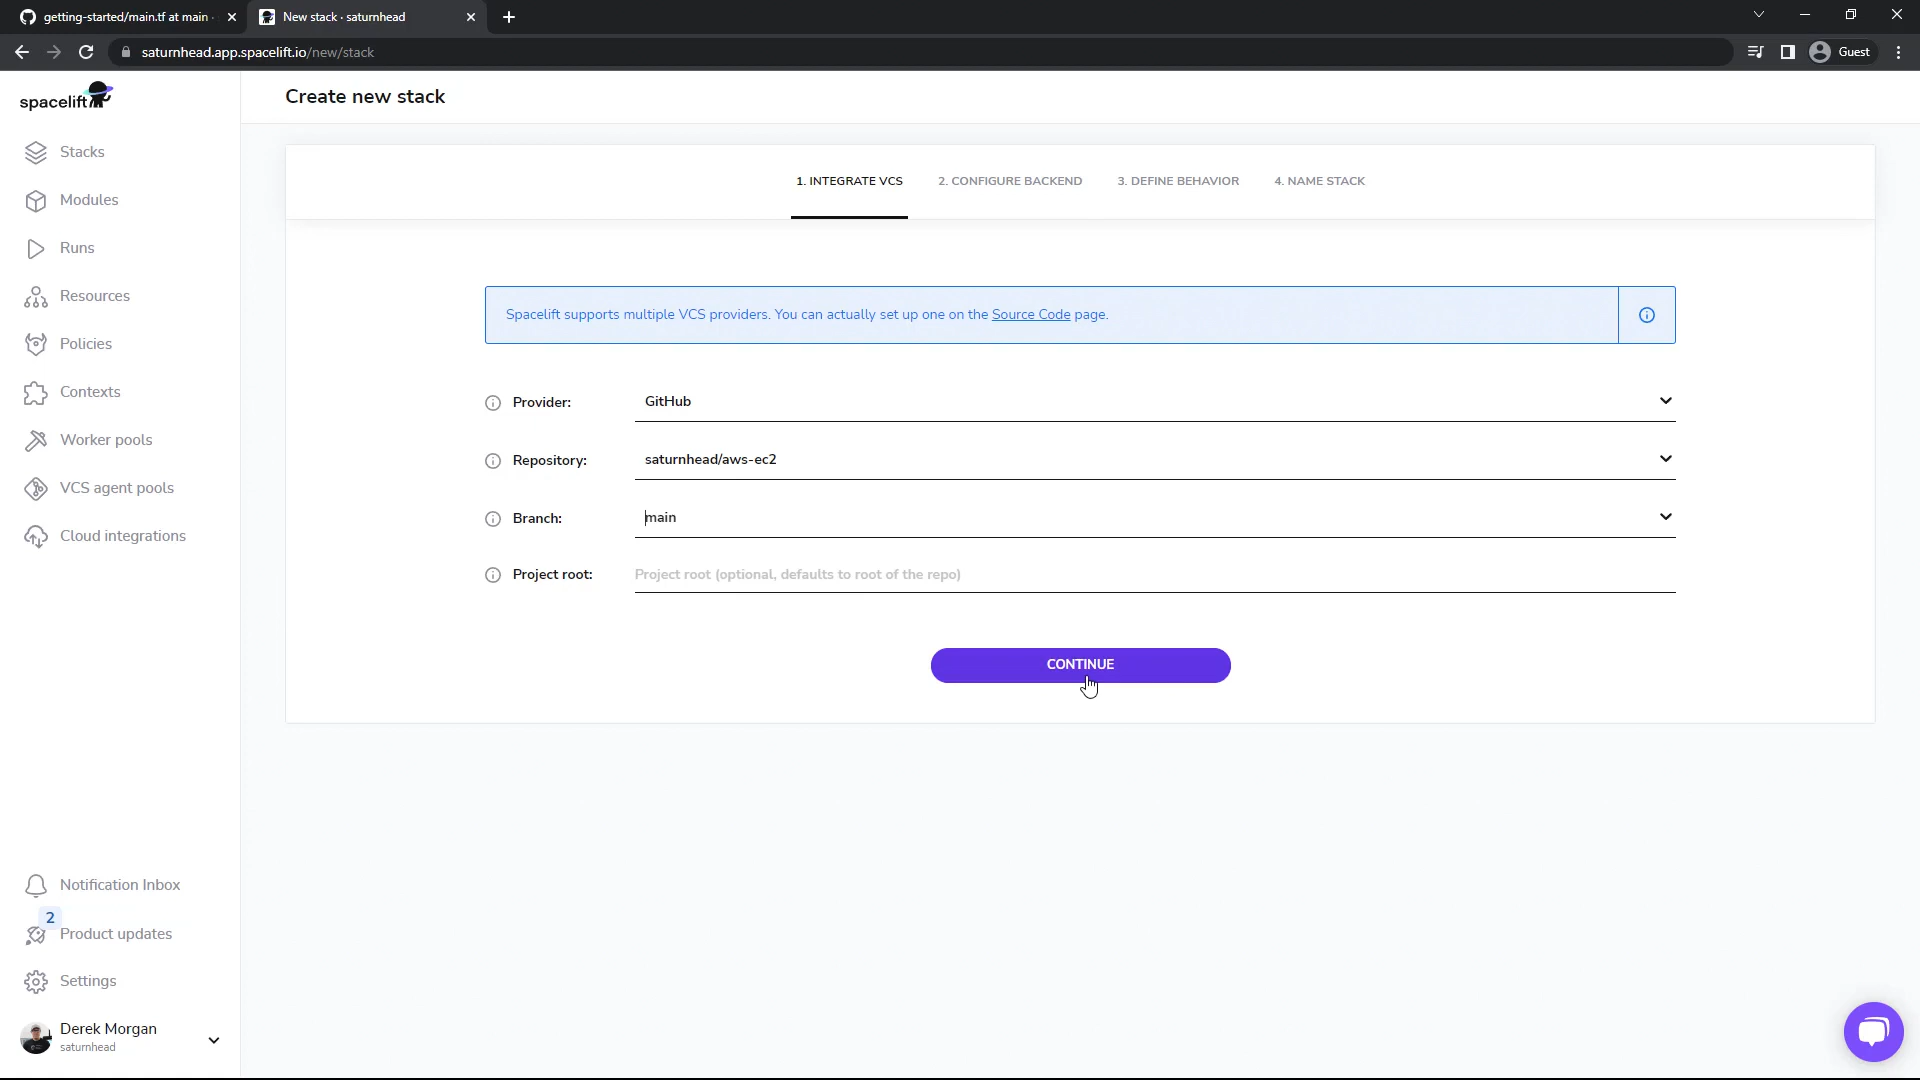 getting-started/main.tf at main ·
New stack · saturnhead
saturnhead.app.spacelift.io/new/stack
Guest
spacelift
Create new stack
Stacks
Modules
Runs
Resources
Policies
Contexts
Worker pools
VCS agent pools
Cloud integrations
1. INTEGRATE VCS
2. CONFIGURE BACKEND
3. DEFINE BEHAVIOR
4. NAME STACK
Spacelift supports multiple VCS providers. You can actually set up one on the Source Code page.
Provider: GitHub
Repository: saturnhead/aws-ec2
Branch: main
Project root: Project root (optional, defaults to root of the repo)
CONTINUE
Notification Inbox
2
Product updates
Settings
Derek Morgan
saturnhead